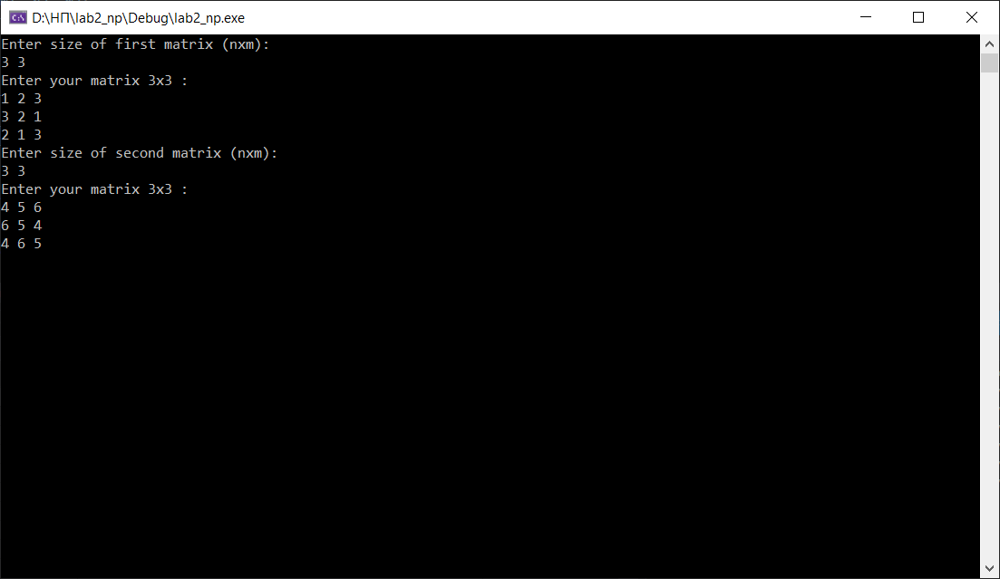 D:\НП\lab2_np\Debug\lab2_np.exe
Enter size of first matrix (nxm):
3 3
Enter your matrix 3x3 :
1 2 3
3 2 1
2 1 3
Enter size of second matrix (nxm):
3 3
Enter your matrix 3x3 :
4 5 6
6 5 4
4 6 5